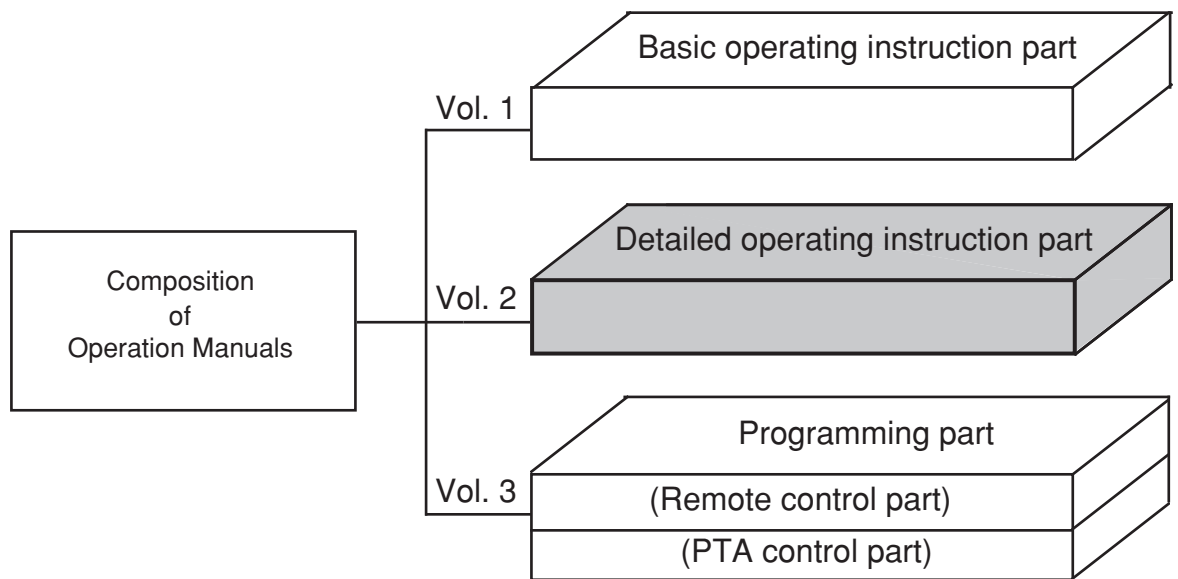 Basic operating instruction part
Vol. 1
Detailed operating instruction part
Composition
of
Operation Manuals
Vol. 2
Programming part
Vol. 3
(Remote control part)
(PTA control part)